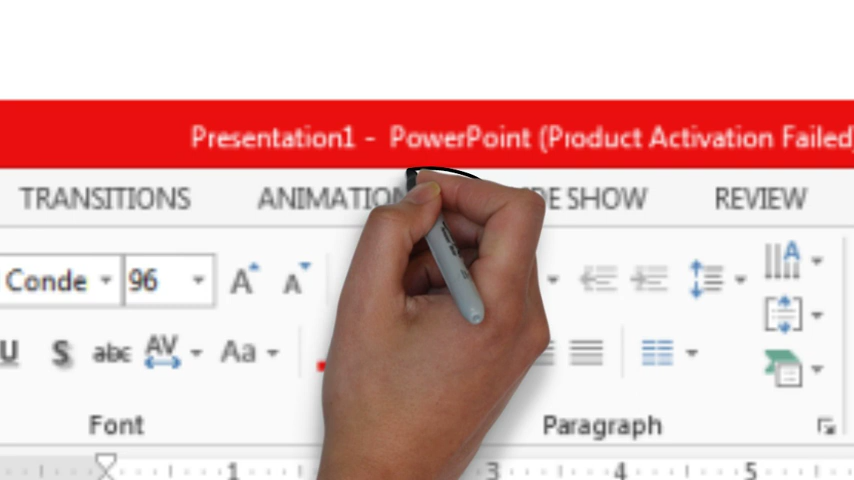 Presentation1 - PowerPoint (Product Activation Failed)
TRANSITIONS ANIMATION DE SHOW REVIEW
Conde 96 A A A
U S abc AV Aa
Font Paragraph
1 3 4 5